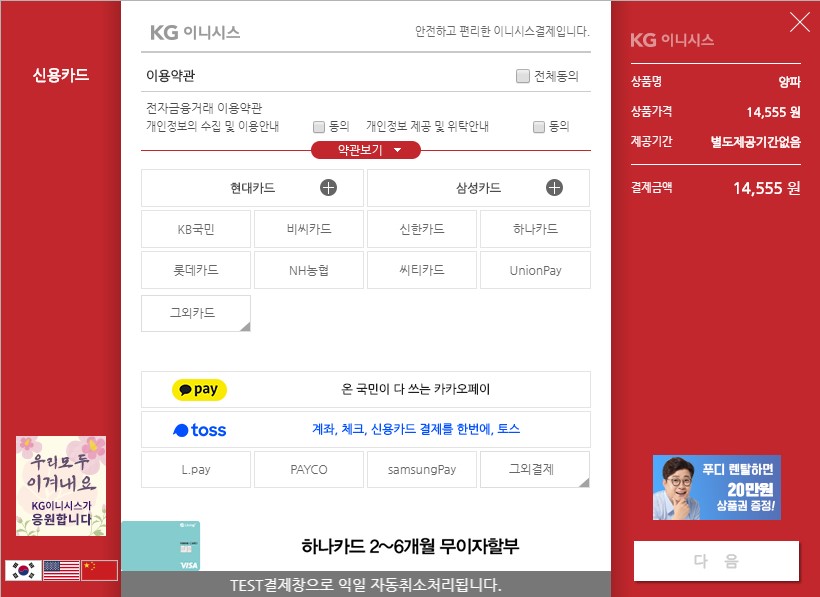 신용카드
우리모두
이겨내요
KG이니시스가
응원합니다
KG 이니시스
안전하고 편리한 이니시스결제입니다.
이용약관
전체동의
전자금융거래 이용약관
개인정보의 수집 및 이용안내 동의 개인정보 제공 및 위탁안내 동의
약관보기
현대카드 삼성카드
KB국민 비씨카드 신한카드 하나카드
롯데카드 NH농협 씨티카드 UnionPay
그외카드
pay 온 국민이 다 쓰는 카카오페이
toss 계좌, 체크, 신용카드 결제를 한번에, 토스
L.pay PAYCO samsungPay 그외결제
VISA
하나카드 2~6개월 무이자할부
TEST결제창으로 익일 자동취소처리됩니다.
KG 이니시스
상품명 양파
상품가격 14,555 원
제공기간 별도제공기간없음
결제금액 14,555 원
푸디 렌탈하면
20만원
상품권 증정!
다 음